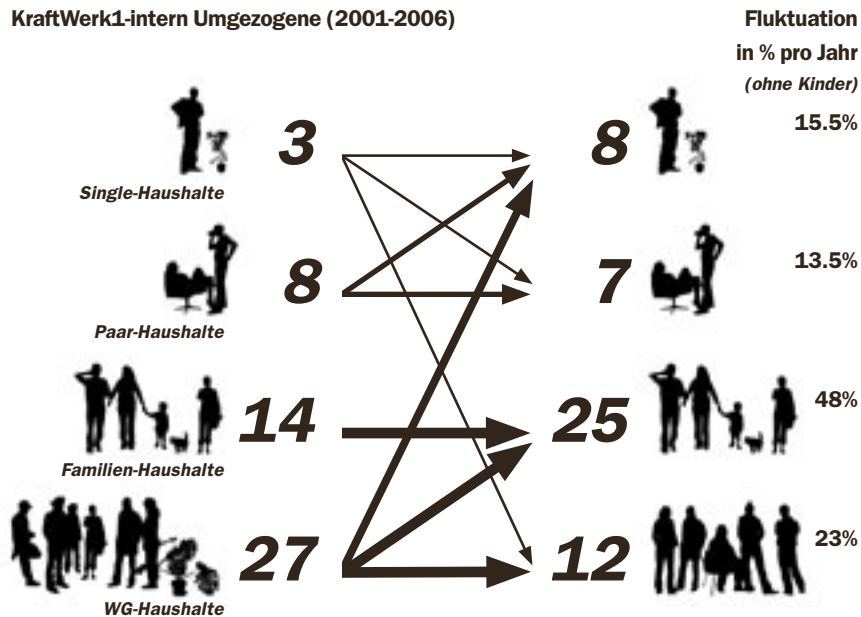 KraftWerk1-intern Umgezogene (2001-2006)
Fluktuation
in % pro Jahr
(ohne Kinder)
3
8
15.5%
Single-Haushalte
8
7
13.5%
Paar-Haushalte
14
25
48%
Familien-Haushalte
27
12
23%
WG-Haushalte